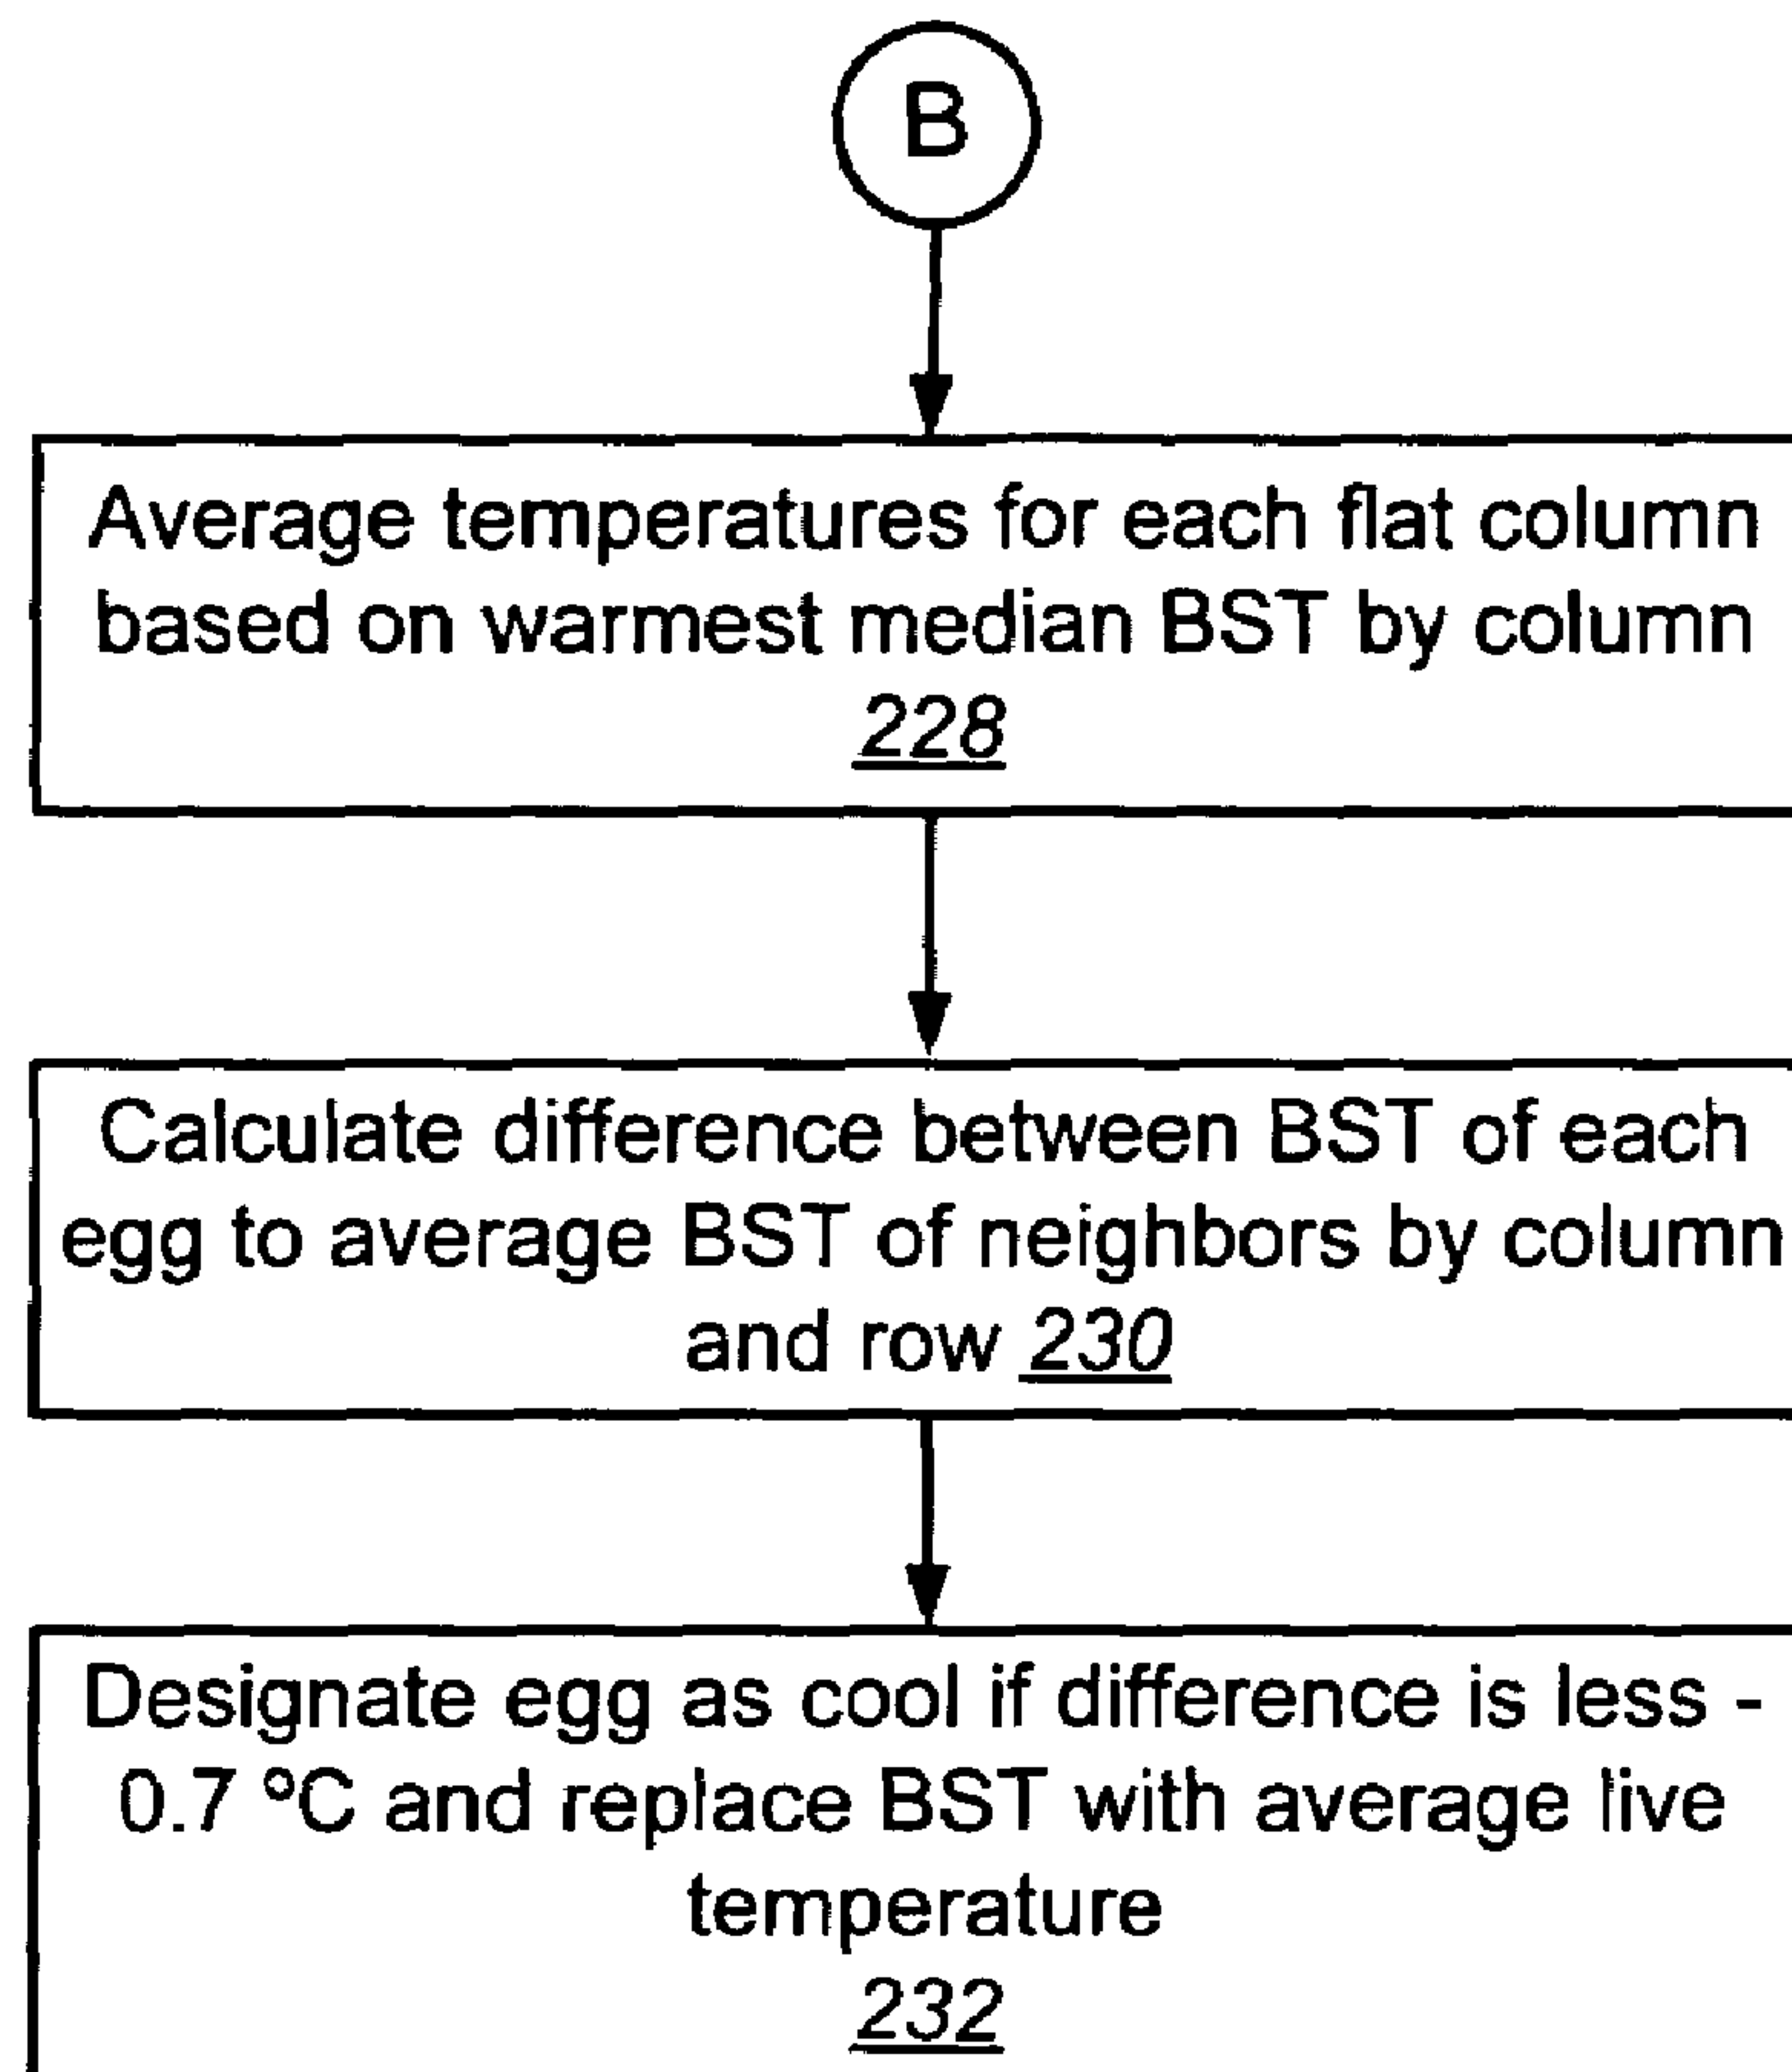 B
Average temperatures for each flat column
based on warmest median BST by column
228
Calculate difference between BST of each
egg to average BST of neighbors by column
and row 230
Designate egg as cool if difference is less -
0.7 ºC and replace BST with average live
temperature
232